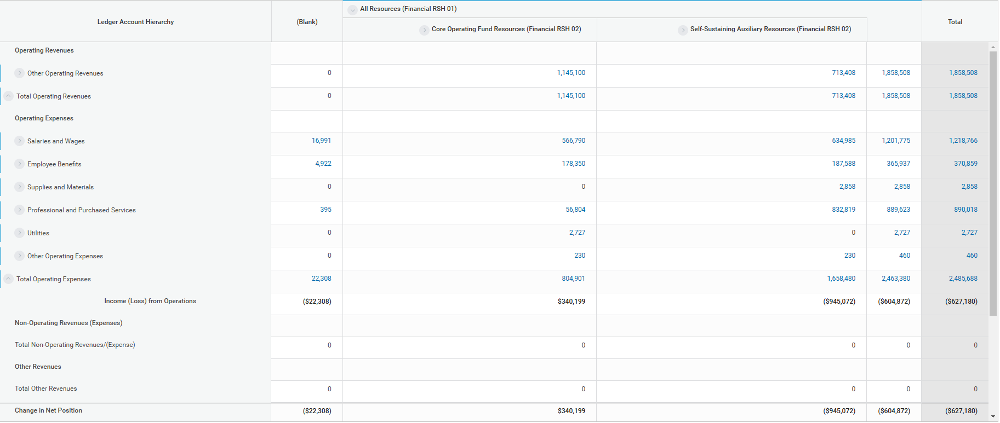 All Resources (Financial RSH 01)
Ledger Account Hierarchy (Blank) Total
Core Operating Fund Resources (Financial RSH 02) Self-Sustaining Auxiliary Resources (Financial RSH 02)
Operating Revenues
Other Operating Revenues 0 1,145,100 713,408 1,858,508 1,858,508
Total Operating Revenues 0 1,145,100 713,408 1,858,508 1,858,508
Operating Expenses
Salaries and Wages 16,991 566,790 634,985 1,201,775 1,218,766
Employee Benefits 4,922 178,350 187,588 365,937 370,859
Supplies and Materials 0 0 2,858 2,858 2,858
Professional and Purchased Services 395 56,804 832,819 889,623 890,018
Utilities 0 2,727 0 2,727 2,727
Other Operating Expenses 0 230 230 460 460
Total Operating Expenses 22,308 804,901 1,658,480 2,463,380 2,485,688
Income (Loss) from Operations ($22,308) $340,199 ($945,072) ($604,872) ($627,180)
Non-Operating Revenues (Expenses)
Total Non-Operating Revenues/(Expense) 0 0 0 0 0
Other Revenues
Total Other Revenues 0 0 0 0 0
Change in Net Position ($22,308) $340,199 ($945,072) ($604,872) ($627,180)